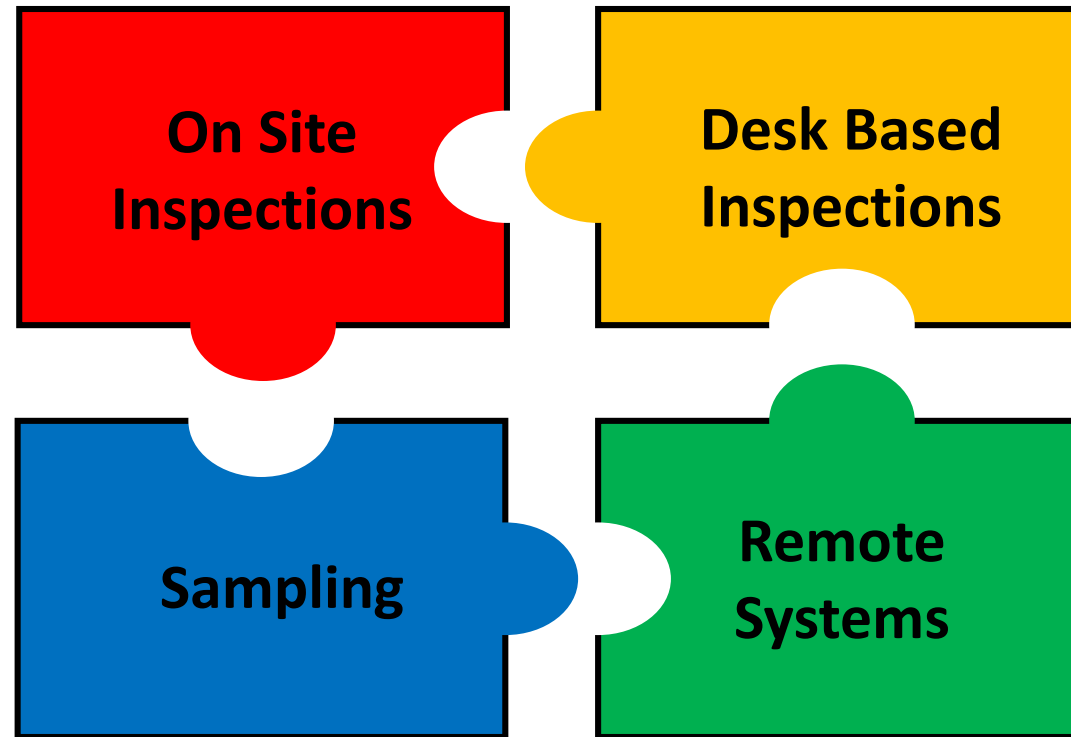 On Site
Inspections
Desk Based
Inspections
Sampling
Remote
Systems